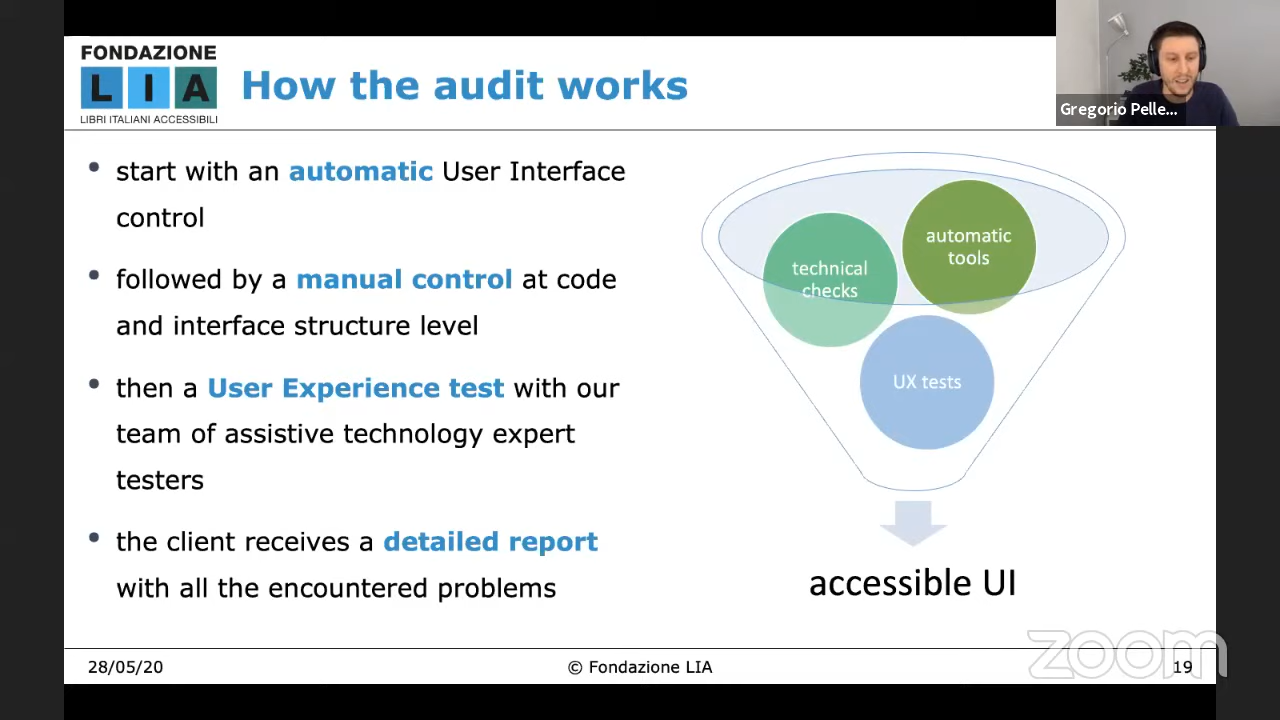 FONDAZIONE
LIA
LIBRI ITALIANI ACCESSIBILI
How the audit works
Gregorio Pelle...
• start with an automatic User Interface
control
• followed by a manual control at code
and interface structure level
• then a User Experience test with our
team of assistive technology expert
testers
• the client receives a detailed report
with all the encountered problems
automatic
tools
technical
checks
UX tests
accessible UI
28/05/20
© Fondazione LIA
19
zoom